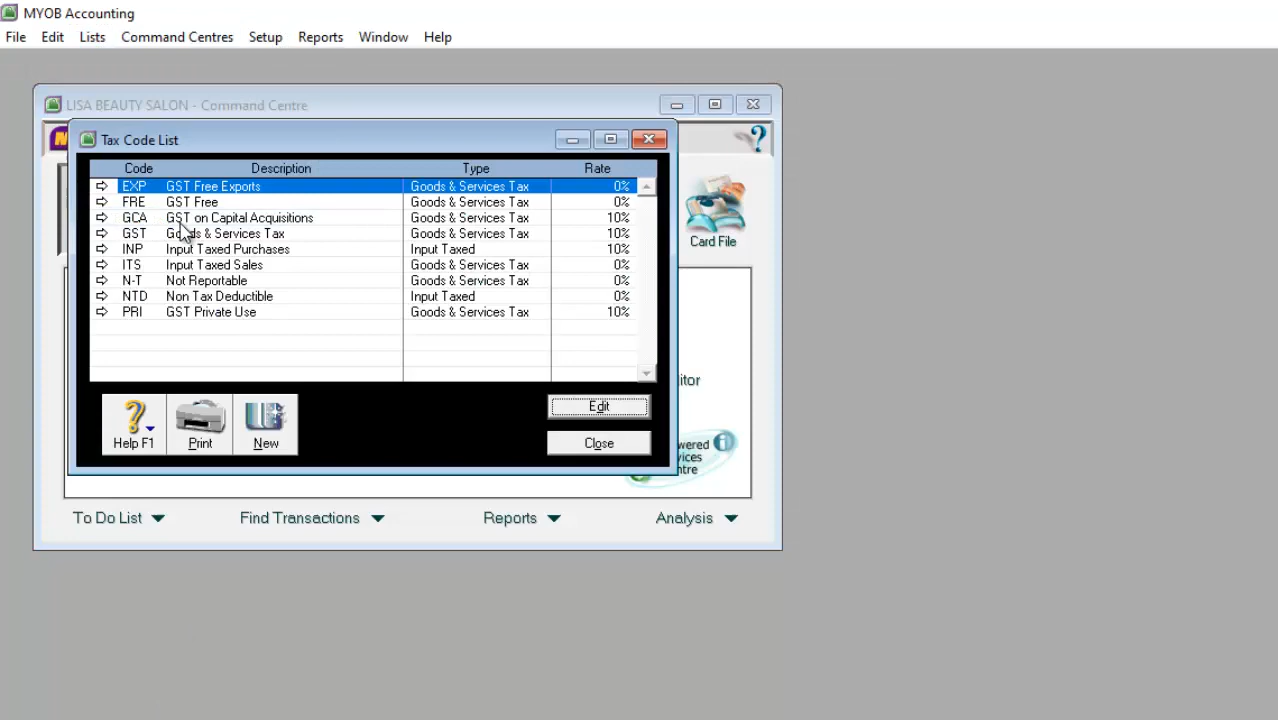 MYOB Accounting
File Edit Lists Command Centres Setup Reports Window Help
LISA BEAUTY SALON - Command Centre
Tax Code List
Code Description Type Rate
EXP GST Free Exports Goods & Services Tax 0%
FRE GST Free Goods & Services Tax 0%
GCA GST on Capital Acquisitions Goods & Services Tax 10%
GST Goods & Services Tax Goods & Services Tax 10%
INP Input Taxed Purchases Input Taxed 10%
ITS Input Taxed Sales Goods & Services Tax 0%
N-T Not Reportable Goods & Services Tax 0%
NTD Non Tax Deductible Input Taxed 0%
PRI GST Private Use Goods & Services Tax 10%
Card File
itor
Edit
Help F1 Print New
Close
wered
vices
ntre
To Do List Find Transactions Reports Analysis